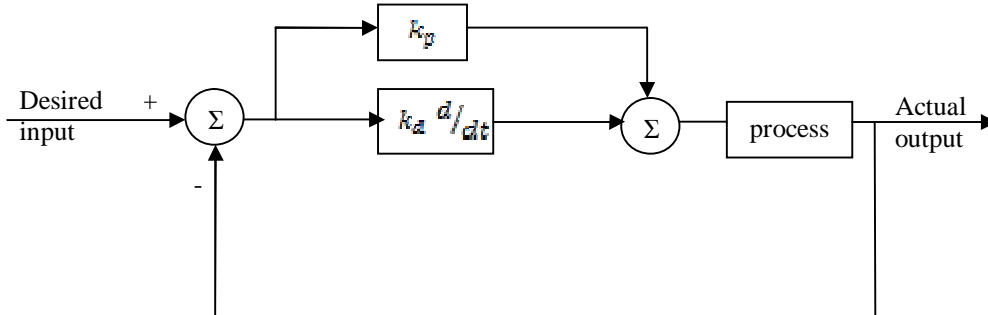 k_p
Desired
input
+
Σ
k_d d/dt
Σ
process
Actual
output
-